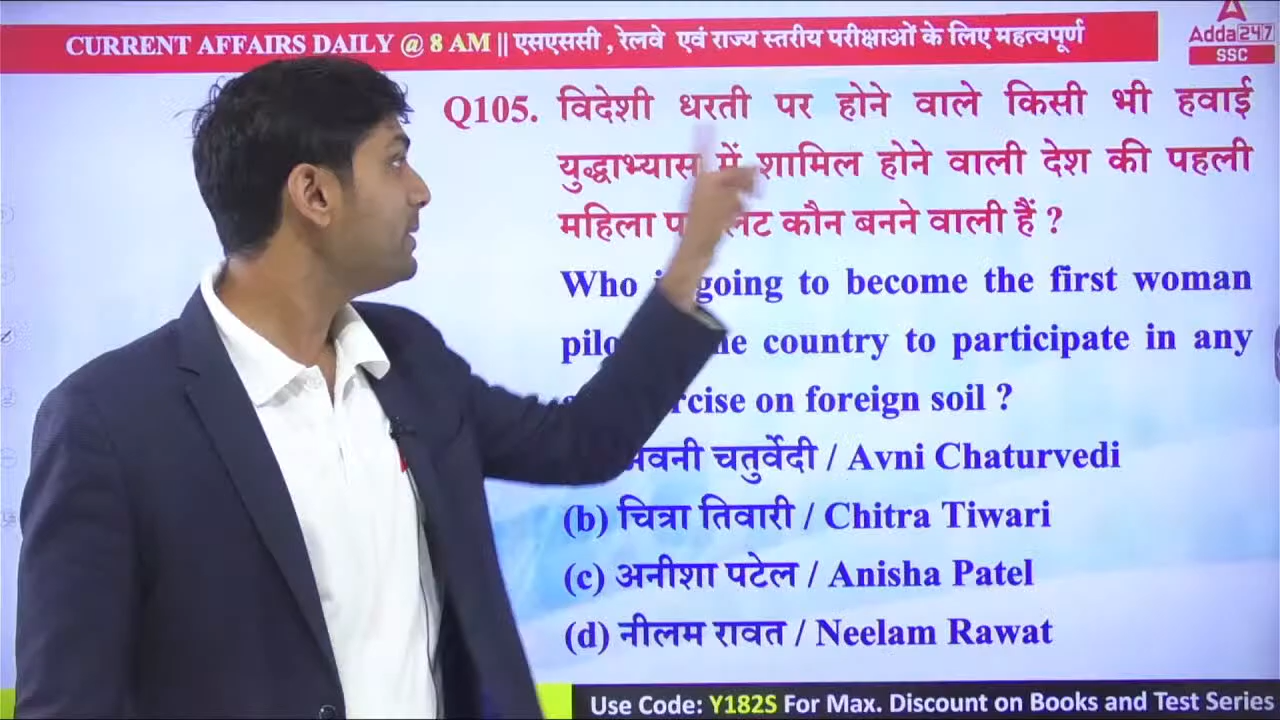 CURRENT AFFAIRS DAILY @ 8 AM || एसएससी , रेलवे एवं राज्य स्तरीय परीक्षाओं के लिए महत्वपूर्ण
Adda247
SSC
Q105. विदेशी धरती पर होने वाले किसी भी हवाई
युद्धाभ्यास में शामिल होने वाली देश की पहली
महिला कौन बनने वाली हैं ?
Who going to become the first woman
country to participate in any
on foreign soil ?
अवनी चतुर्वेदी / Avni Chaturvedi
(b) चित्रा तिवारी / Chitra Tiwari
(c) अनीशा पटेल / Anisha Patel
(d) नीलम रावत / Neelam Rawat
Use Code: Y182S For Max. Discount on Books and Test Series